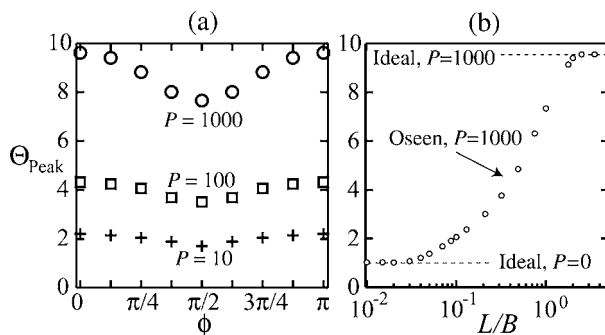 (a)
(b)
Θ_Peak
10
8
6
4
2
0
P = 1000
P = 100
P = 10
0
π/4
π/2
3π/4
π
ϕ
10
8
6
4
2
0
Ideal, P=1000
Oseen, P=1000
Ideal, P=0
10^-2
10^-1
10^0
L/B